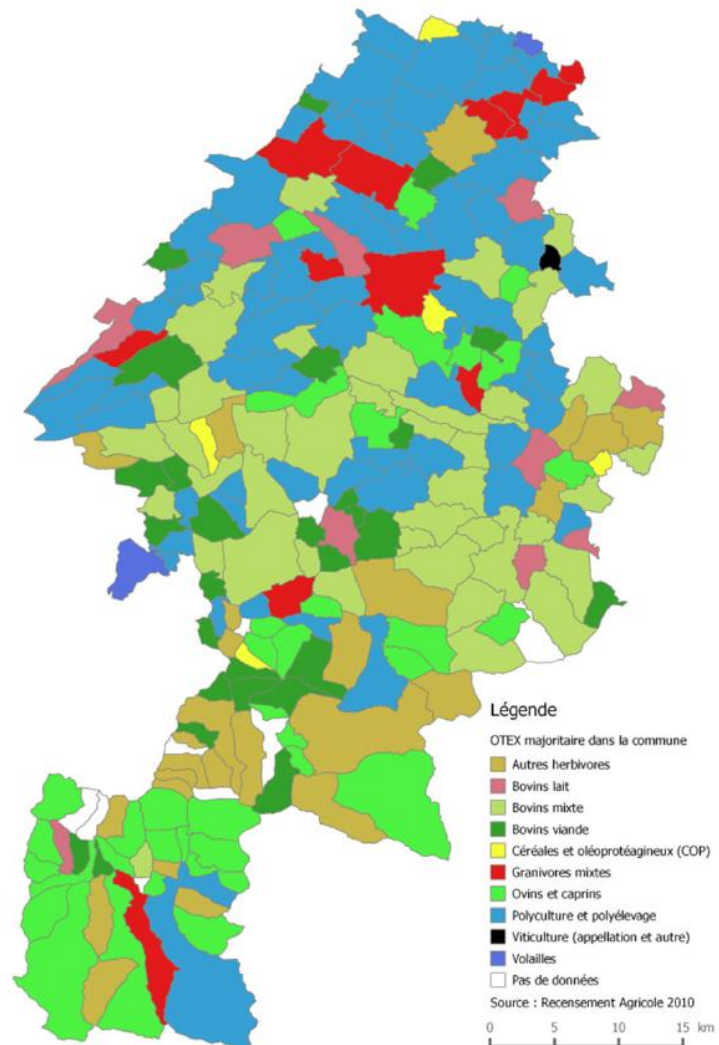 Légende
OTEX majoritaire dans la commune
Autres herbivores
Bovins lait
Bovins mixte
Bovins viande
Céréales et oléoprotéagineux (COP)
Granivores mixtes
Ovins et caprins
Polyculture et polyélevage
Viticulture (appellation et autre)
Volailles
Pas de données
Source : Recensement Agricole 2010
0 5 10 15 km